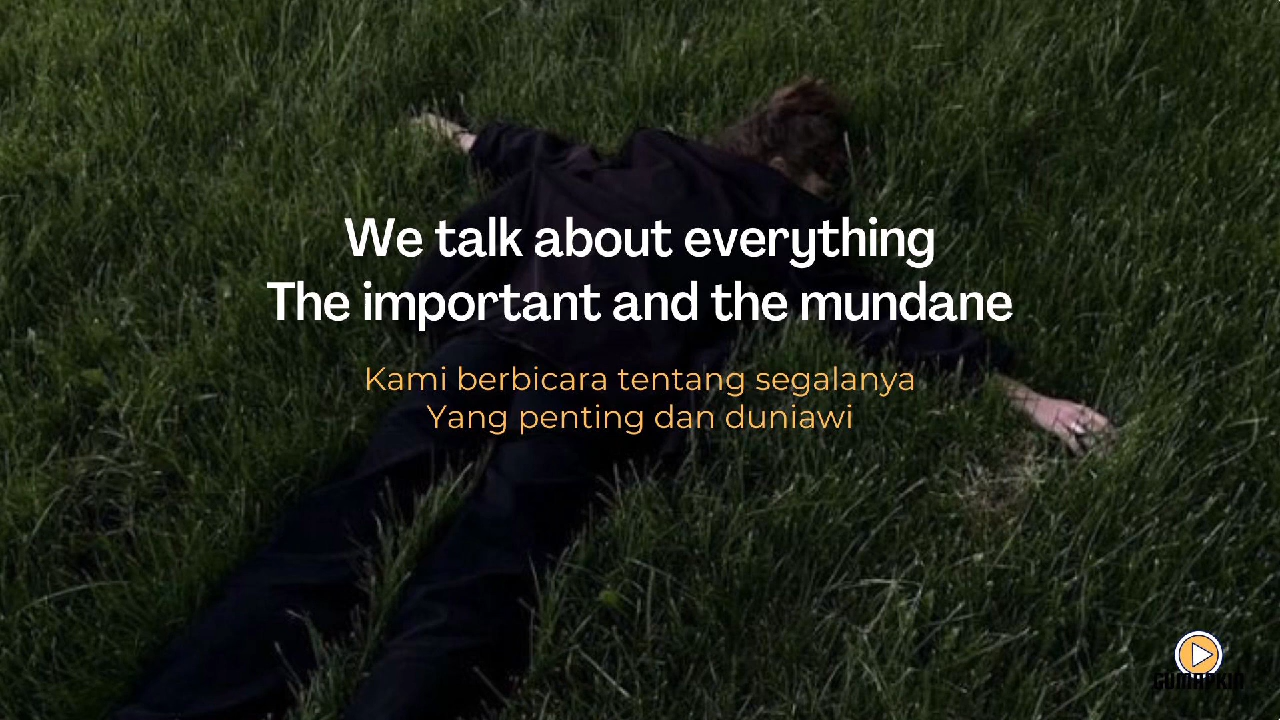 We talk about everything
The important and the mundane
Kami berbicara tentang segalanya
Yang penting dan duniawi